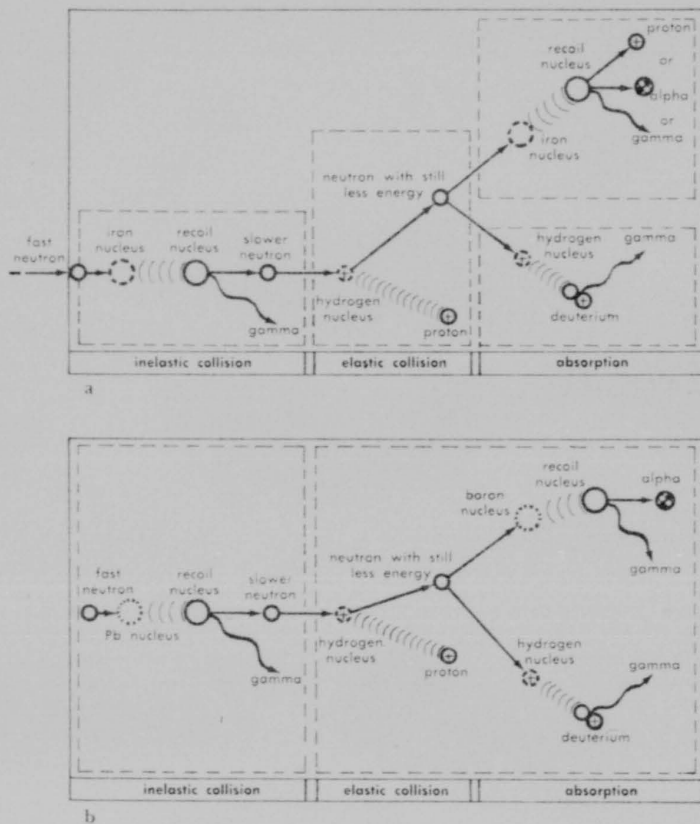 proton
or
alpha
or
gamma
recoil
nucleus
iron
nucleus
neutron with still
less energy
fast
neutron
iron
nucleus
recoil
nucleus
slower
neutron
gamma
hydrogen
nucleus
proton
hydrogen
nucleus
gamma
deuterium
inelastic collision
elastic collision
absorption
a
recoil
nucleus
alpha
boron
nucleus
gamma
neutron with still
less energy
fast
neutron
Pb nucleus
recoil
nucleus
slower
neutron
gamma
hydrogen
nucleus
proton
hydrogen
nucleus
gamma
deuterium
inelastic collision
elastic collision
absorption
b